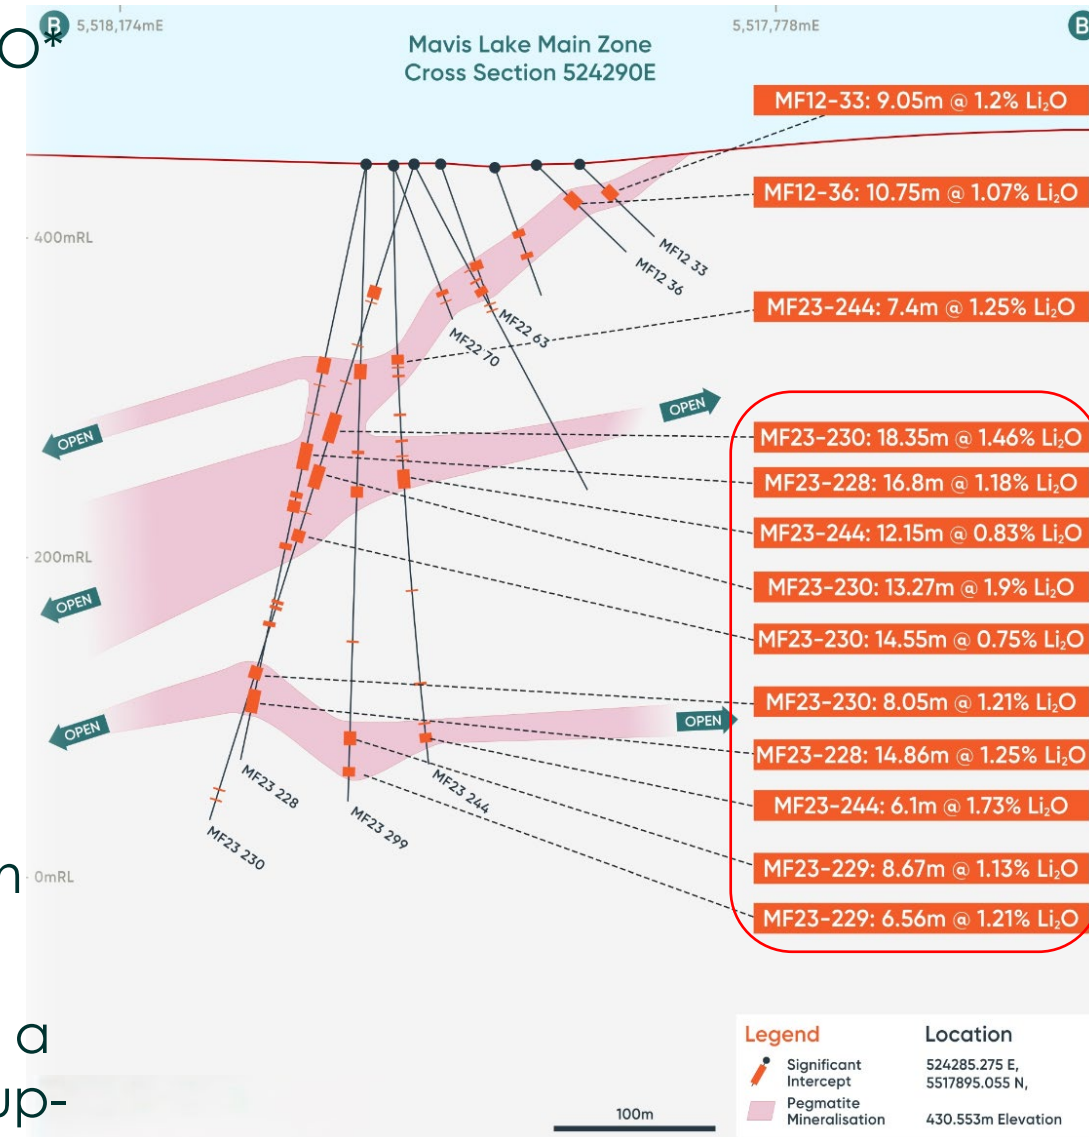 O*
B 5,518,174mE
5,517,778mE
B
Mavis Lake Main Zone
Cross Section 524290E
MF12-33: 9.05m @ 1.2% Li₂O
MF12-36: 10.75m @ 1.07% Li₂O
400mRL
MF12 33
MF12 36
MF23-244: 7.4m @ 1.25% Li₂O
MF22 63
MF22 70
OPEN
OPEN
MF23-230: 18.35m @ 1.46% Li₂O
MF23-228: 16.8m @ 1.18% Li₂O
MF23-244: 12.15m @ 0.83% Li₂O
200mRL
MF23-230: 13.27m @ 1.9% Li₂O
OPEN
MF23-230: 14.55m @ 0.75% Li₂O
MF23-230: 8.05m @ 1.21% Li₂O
OPEN
OPEN
MF23-228: 14.86m @ 1.25% Li₂O
MF23 228
MF23 244
MF23-244: 6.1m @ 1.73% Li₂O
MF23 299
MF23 230
MF23-229: 8.67m @ 1.13% Li₂O
0mRL
MF23-229: 6.56m @ 1.21% Li₂O
a
up-
Legend
Significant
Intercept
Pegmatite
Mineralisation
Location
524285.275 E,
5517895.055 N,
430.553m Elevation
100m